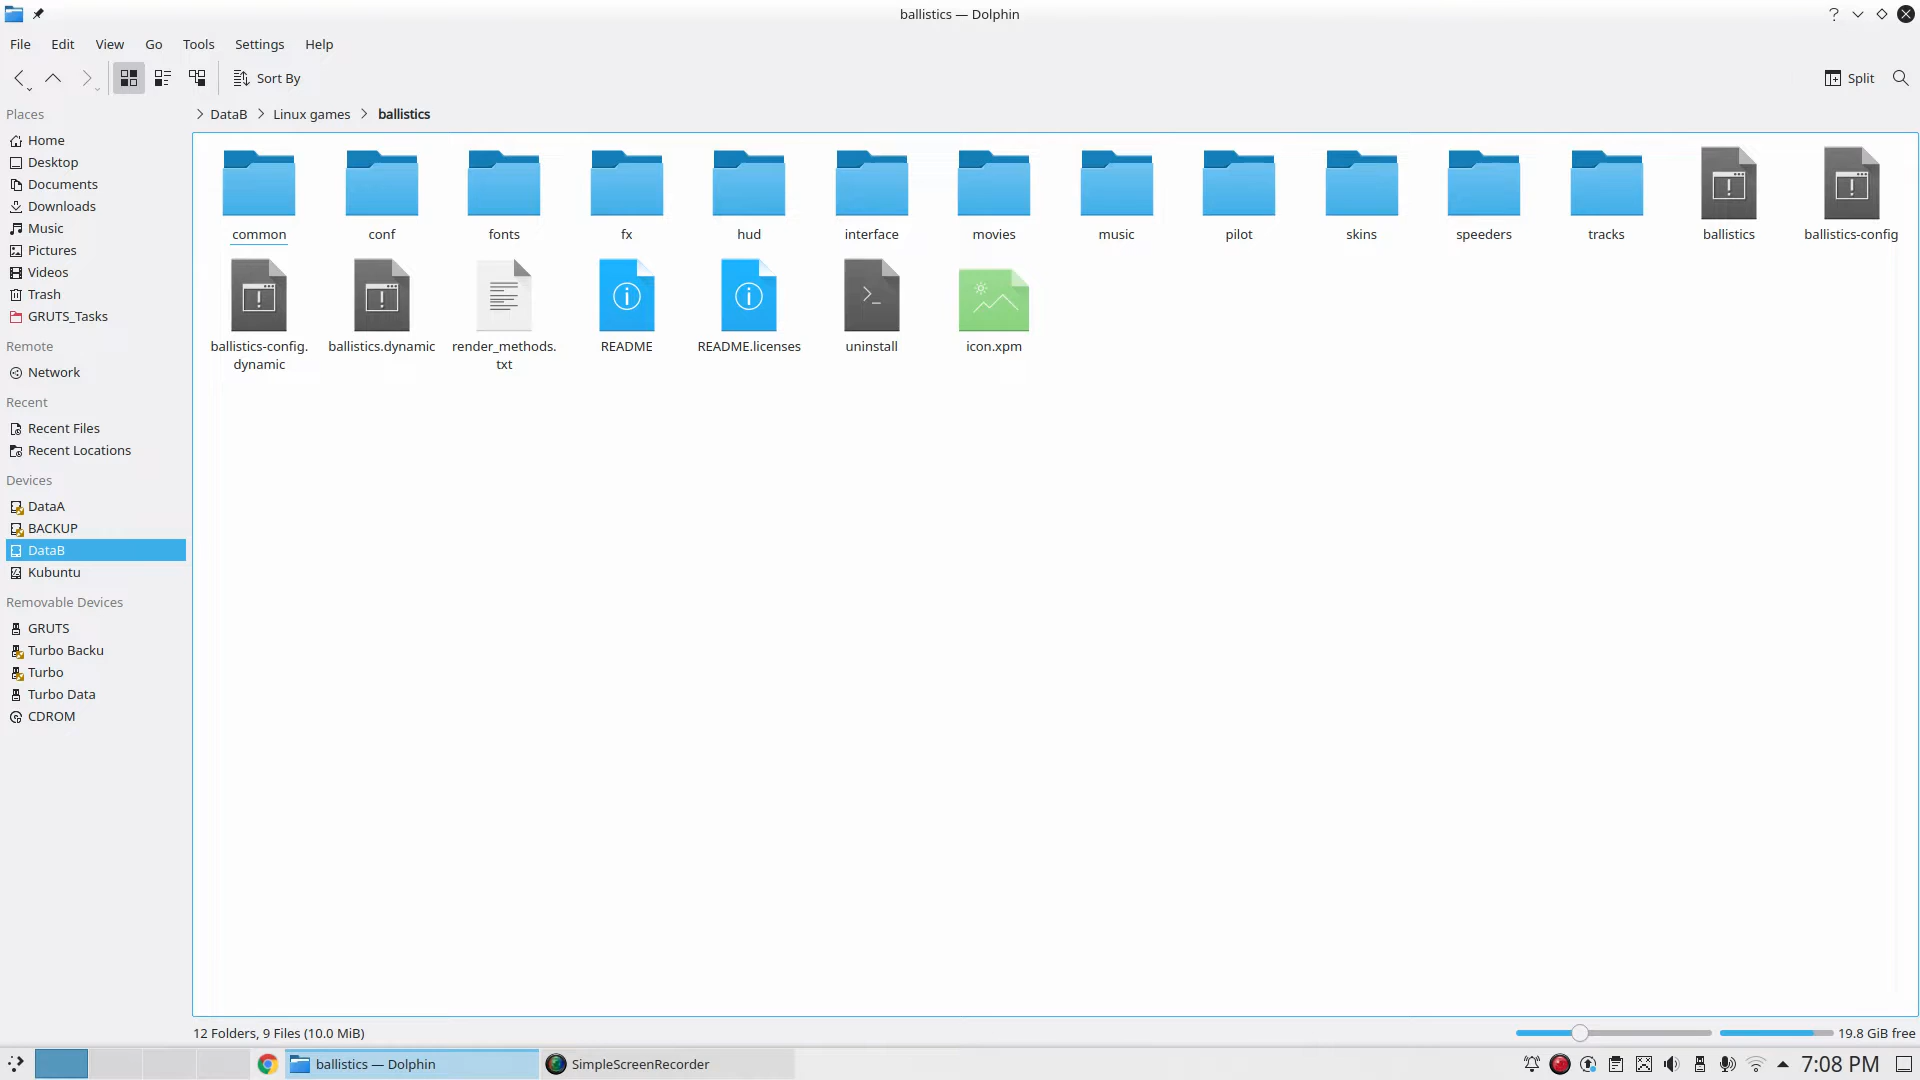 ballistics — Dolphin
File Edit View Go Tools Settings Help
Sort By
Split
Places
Home
Desktop
Documents
Downloads
Music
Pictures
Videos
Trash
GRUTS_Tasks
Remote
Network
Recent
Recent Files
Recent Locations
Devices
DataA
BACKUP
DataB
Kubuntu
Removable Devices
GRUTS
Turbo Backu
Turbo
Turbo Data
CDROM
DataB Linux games ballistics
common conf fonts fx hud interface movies music pilot skins speeders tracks ballistics ballistics-config
ballistics-config. ballistics.dynamic render_methods. README README.licenses uninstall icon.xpm
dynamic txt
12 Folders, 9 Files (10.0 MiB)
19.8 GiB free
ballistics — Dolphin
SimpleScreenRecorder
7:08 PM